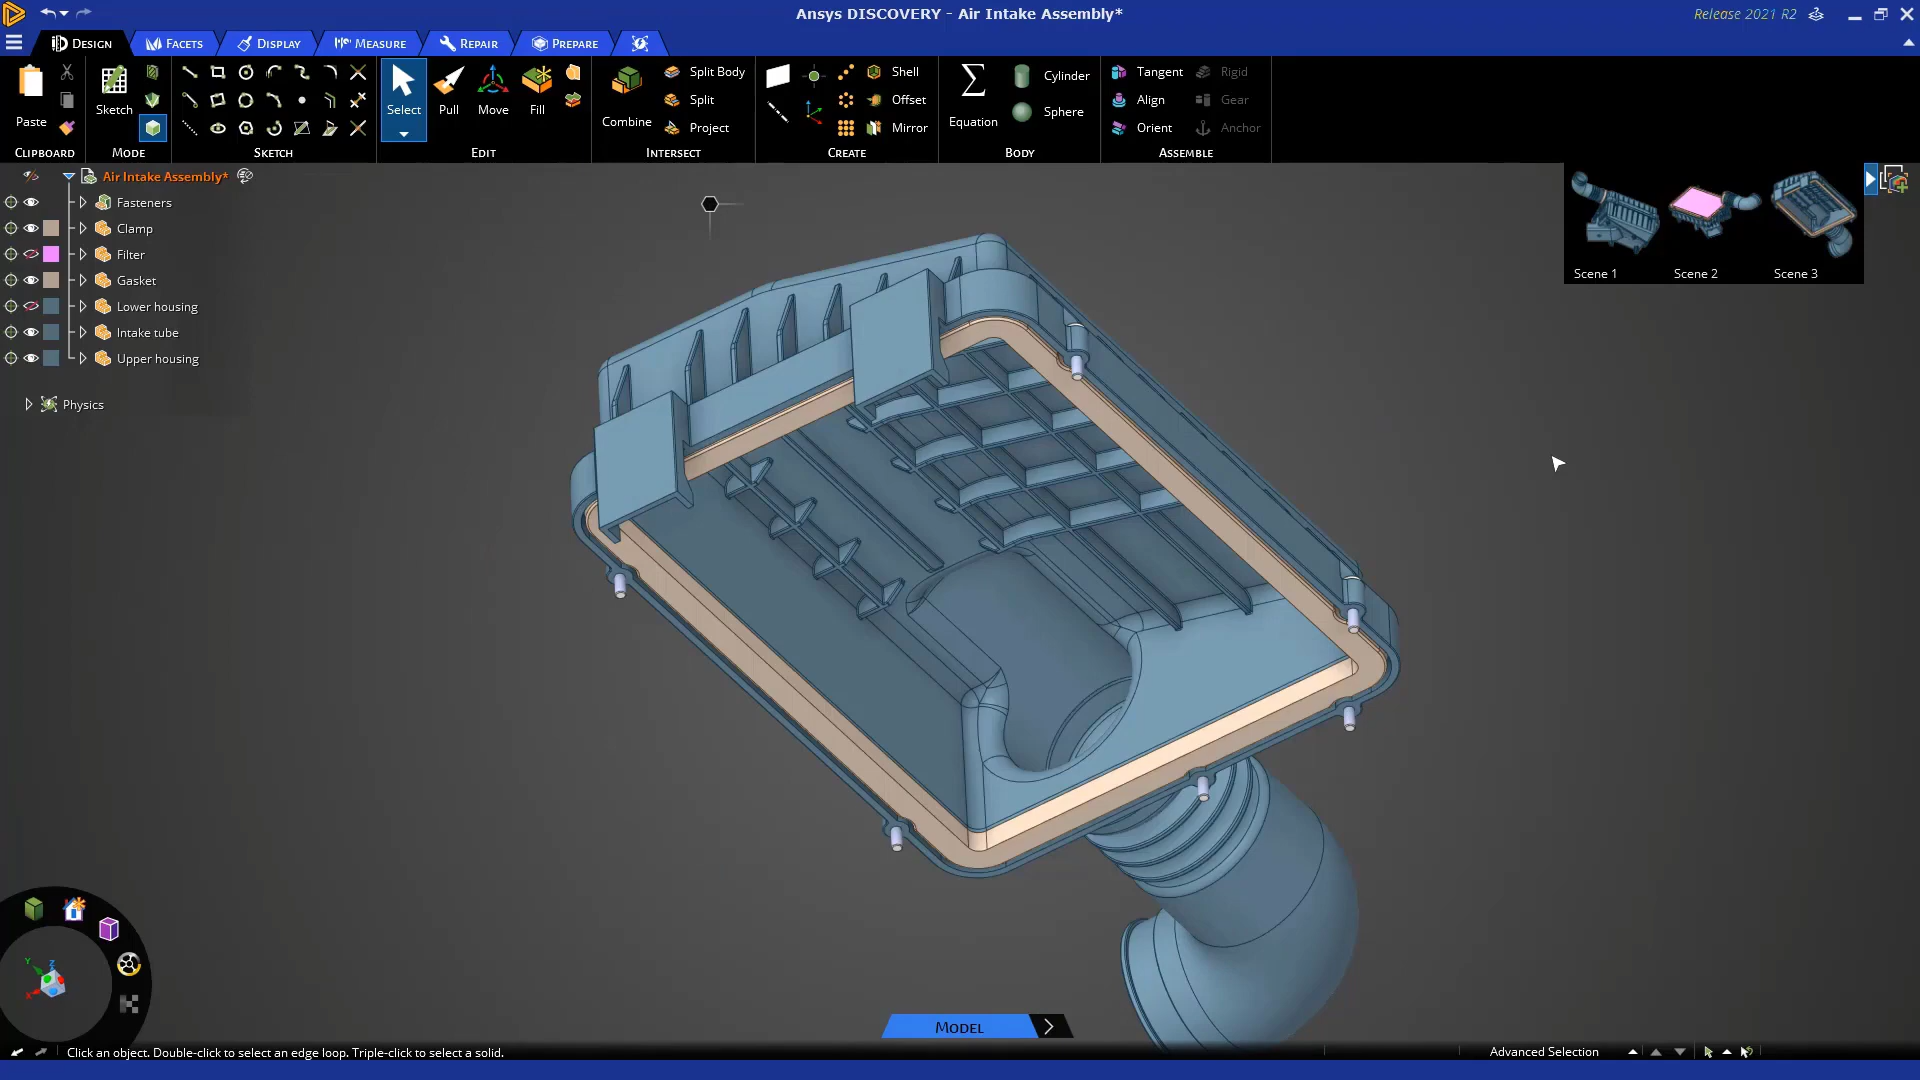 Ansys DISCOVERY - Air Intake Assembly*
Release 2021 R2
DESIGN FACETS DISPLAY MEASURE REPAIR PREPARE
Paste
CLIPBOARD
Sketch
MODE
SKETCH
Select Pull Move Fill
EDIT
Combine
Split Body
Split
Project
INTERSECT
Shell
Offset
Mirror
CREATE
Equation
Cylinder
Sphere
BODY
Tangent Rigid
Align Gear
Orient Anchor
ASSEMBLE
Air Intake Assembly*
Fasteners
Clamp
Filter
Gasket
Lower housing
Intake tube
Upper housing
Physics
Scene 1 Scene 2 Scene 3
Y Z X
MODEL
Click an object. Double-click to select an edge loop. Triple-click to select a solid.
Advanced Selection